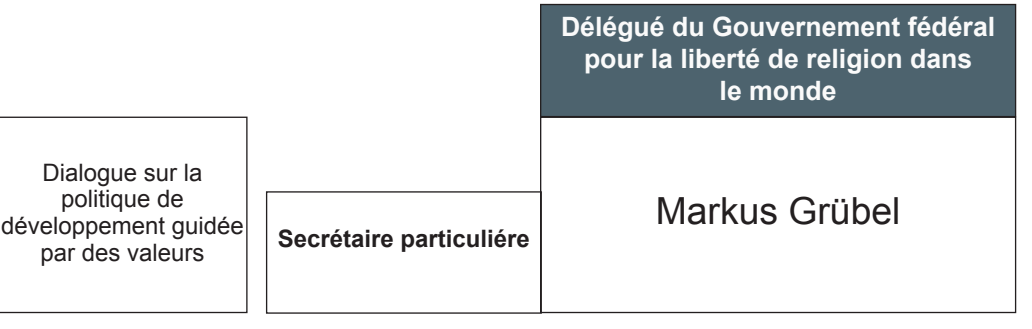 Délégué du Gouvernement fédéral
pour la liberté de religion dans
le monde
Dialogue sur la
politique de
développement guidée
par des valeurs
Secrétaire particuliére
Markus Grübel